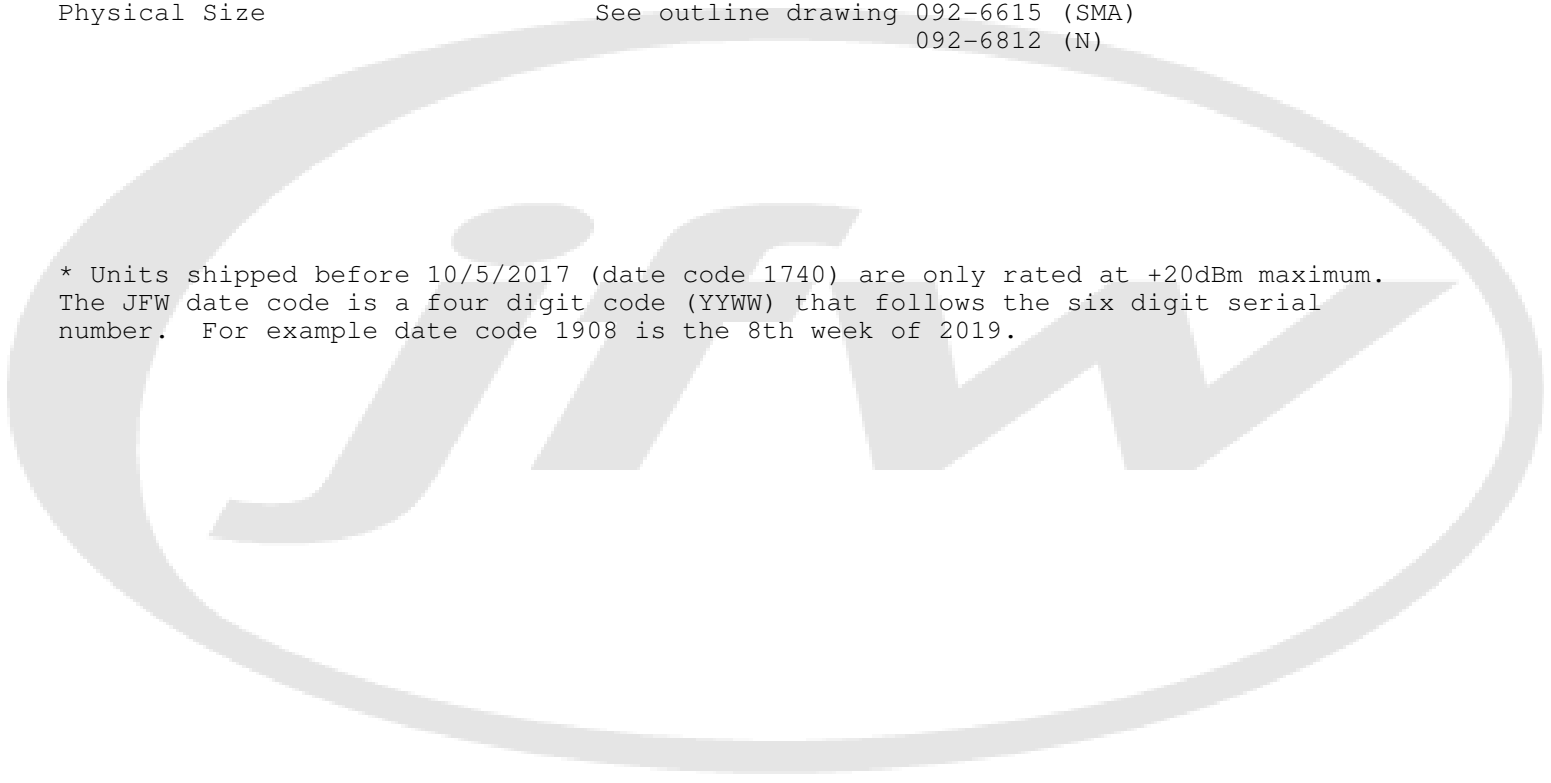 Physical Size See outline drawing 092-6615 (SMA)
092-6812 (N)
jfw
* Units shipped before 10/5/2017 (date code 1740) are only rated at +20dBm maximum.
The JFW date code is a four digit code (YYWW) that follows the six digit serial
number. For example date code 1908 is the 8th week of 2019.